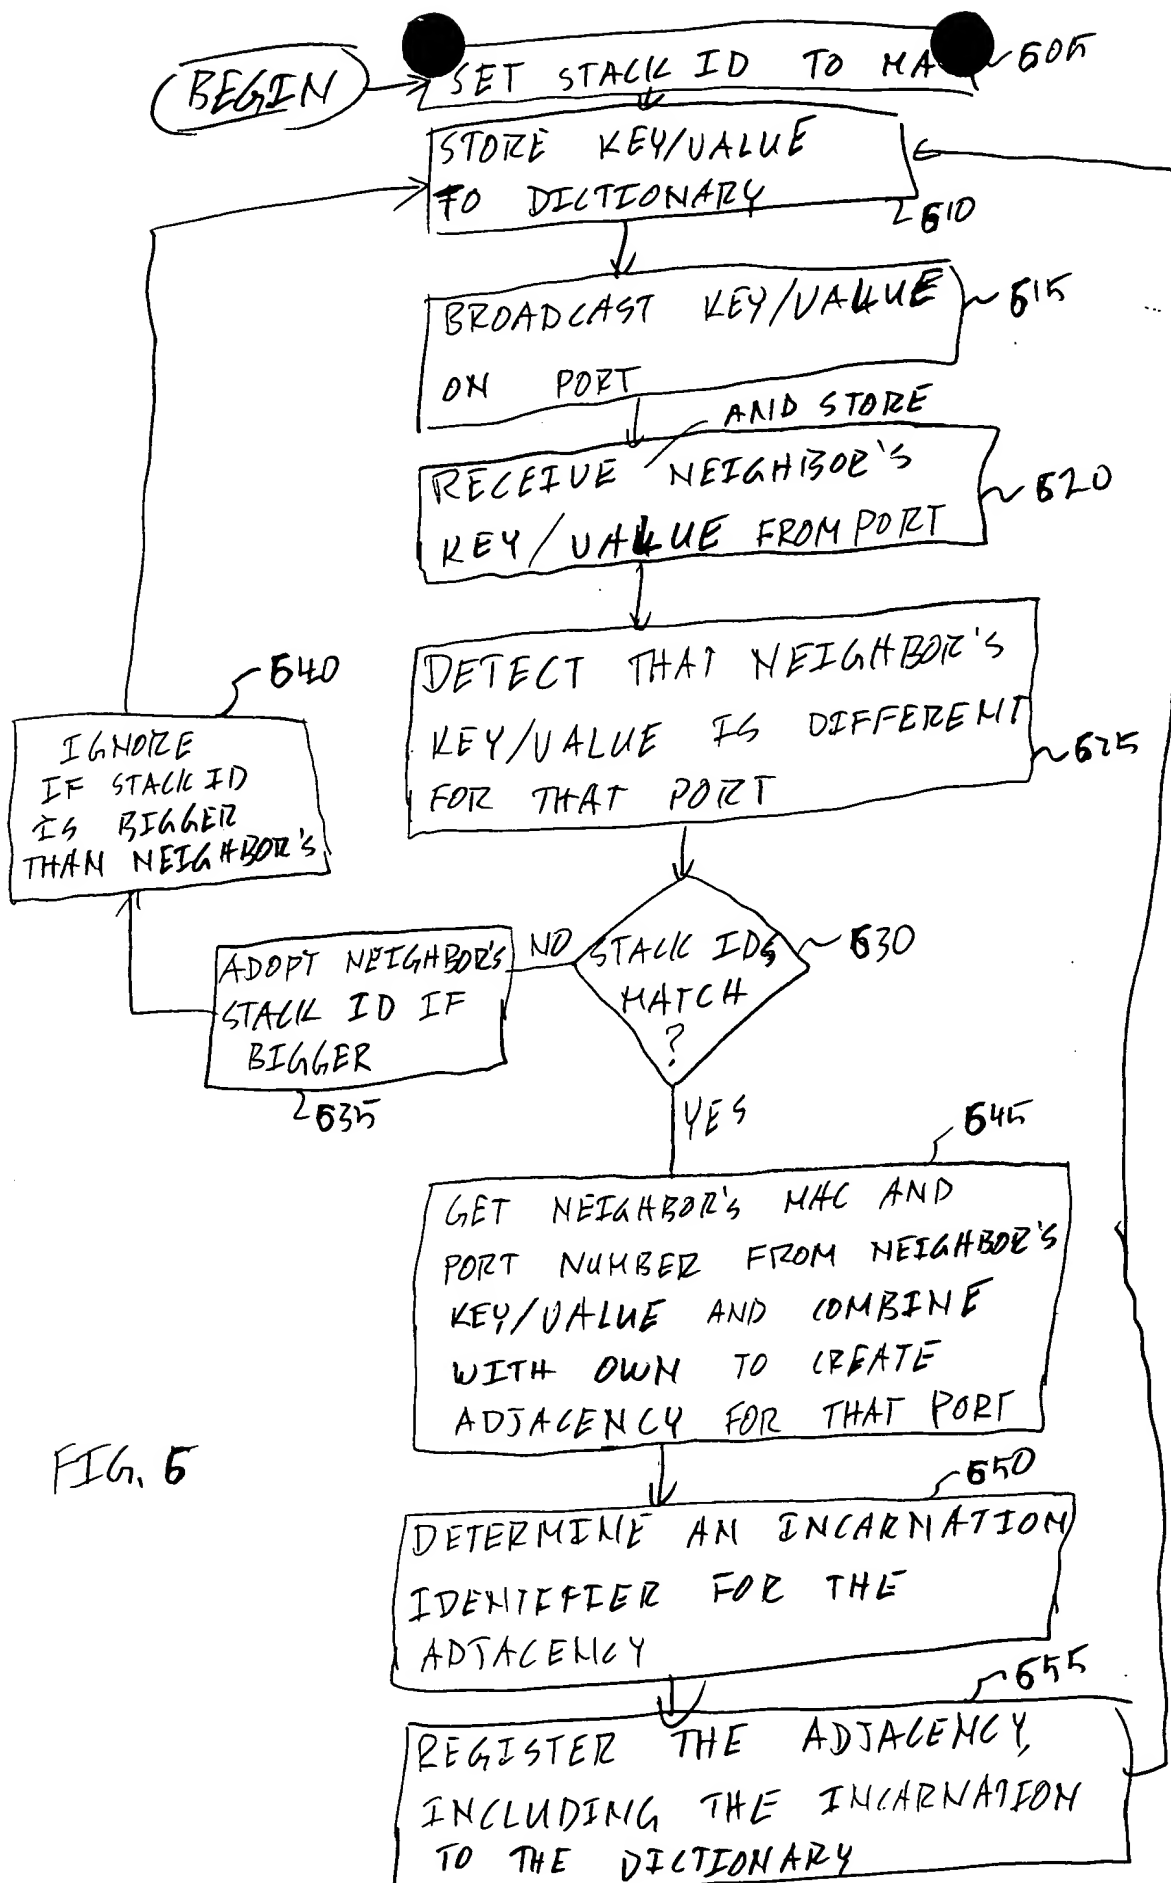 BEGIN
SET STACK ID TO MA
605
STORE KEY/VALUE
TO DICTIONARY
610
BROADCAST KEY/VALUE
ON PORT
615
AND STORE
RECEIVE NEIGHBOR'S
KEY/VALUE FROM PORT
620
DETECT THAT NEIGHBOR'S
KEY/VALUE IS DIFFERENT
FOR THAT PORT
625
640
IGNORE
IF STACK ID
IS BIGGER
THAN NEIGHBOR'S
ADOPT NEIGHBOR'S
STACK ID IF
BIGGER
635
NO
STACK IDS
MATCH
?
630
YES
645
GET NEIGHBOR'S MAC AND
PORT NUMBER FROM NEIGHBOR'S
KEY/VALUE AND COMBINE
WITH OWN TO CREATE
ADJACENCY FOR THAT PORT
FIG. 6
650
DETERMINE AN INCARNATION
IDENTIFIER FOR THE
ADJACENCY
655
REGISTER THE ADJACENCY,
INCLUDING THE INCARNATION
TO THE DICTIONARY